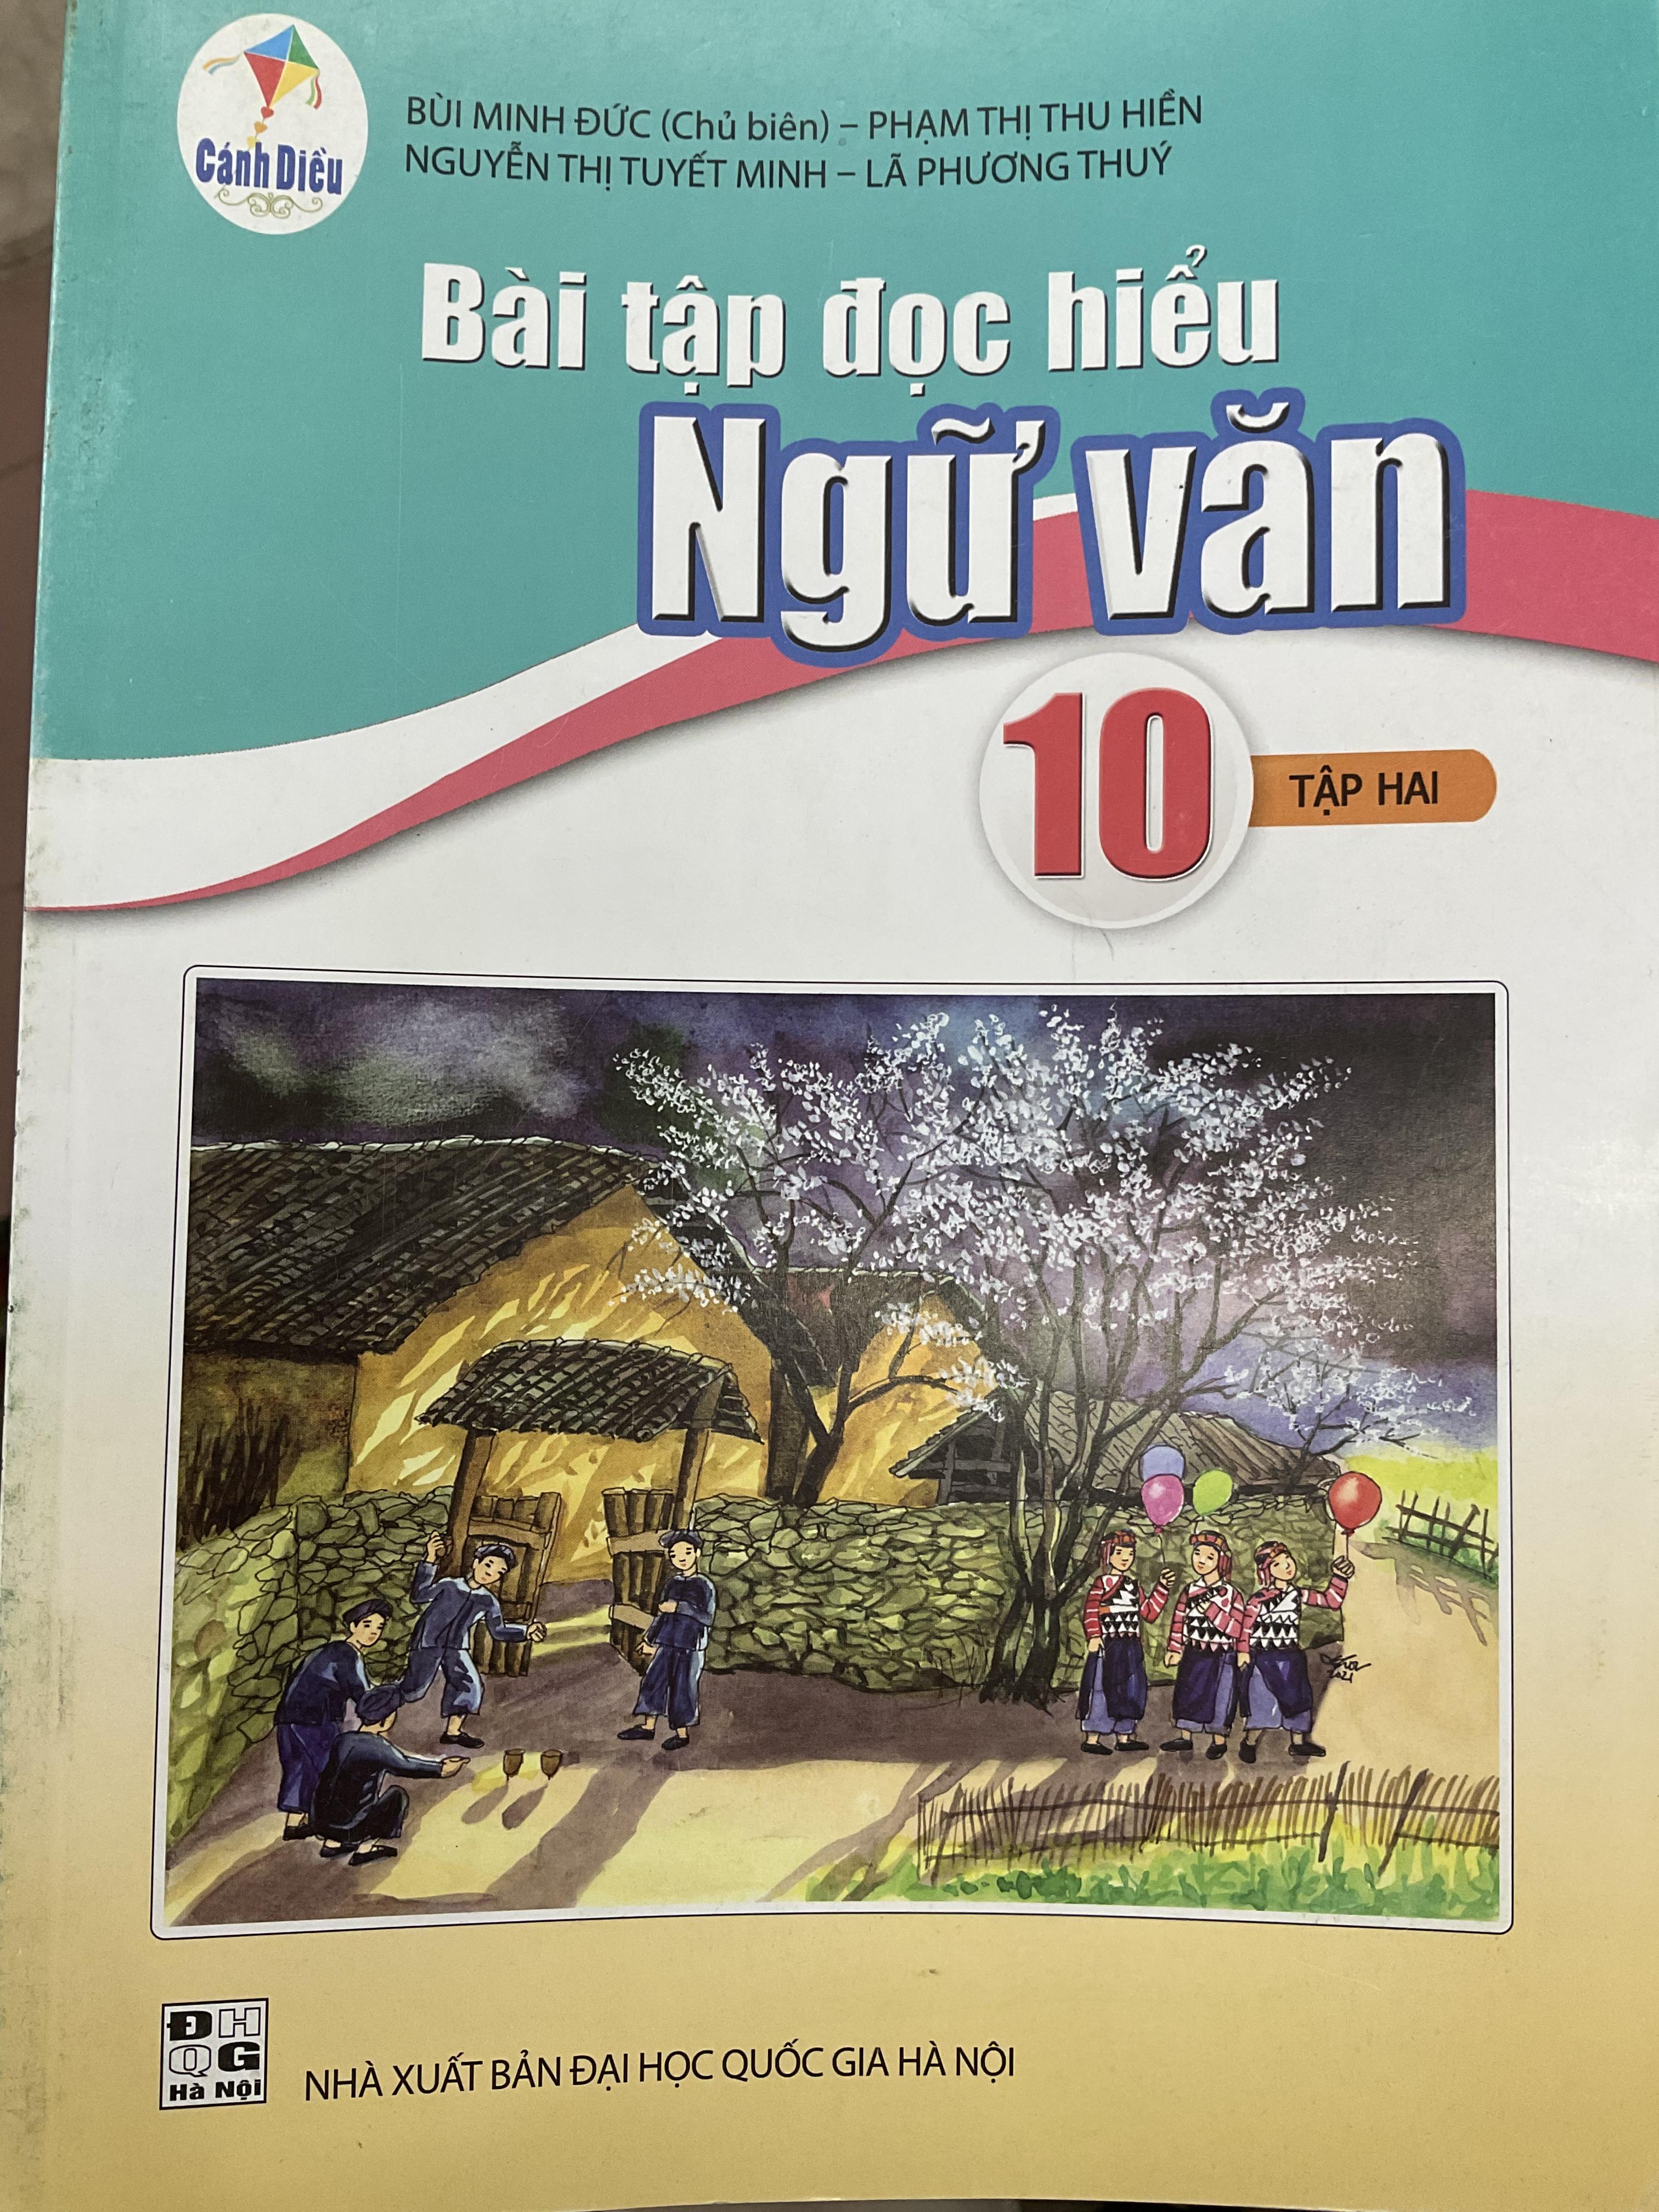 Cánh Diều
BÙI MINH ĐỨC (Chủ biên) – PHẠM THỊ THU HIỀN
NGUYỄN THỊ TUYẾT MINH – LÃ PHƯƠNG THUÝ
Bài tập đọc hiểu
Ngữ văn
10
TẬP HAI
2021
ĐH
QG
Hà Nội
NHÀ XUẤT BẢN ĐẠI HỌC QUỐC GIA HÀ NỘI